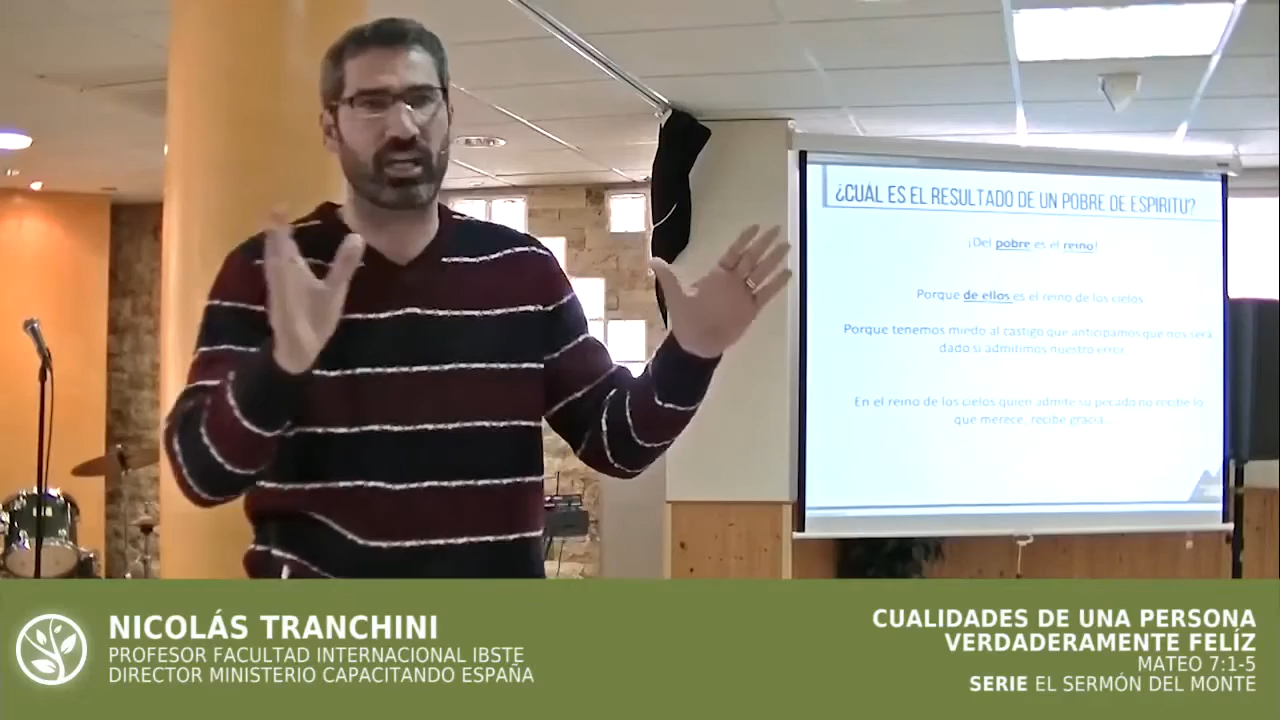 ¿CUÁL ES EL RESULTADO DE UN POBRE DE ESPÍRITU?
¡Del pobre es el reino!
Porque de ellos es el reino de los cielos
Porque tenemos miedo al castigo que anticipamos que nos será
dado si admitimos nuestro error
En el reino de los cielos quien admite su pecado no recibe lo
que merece, recibe gracia...
NICOLÁS TRANCHINI
PROFESOR FACULTAD INTERNACIONAL IBSTE
DIRECTOR MINISTERIO CAPACITANDO ESPAÑA
CUALIDADES DE UNA PERSONA
VERDADERAMENTE FELÍZ
MATEO 7:1-5
SERIE EL SERMÓN DEL MONTE